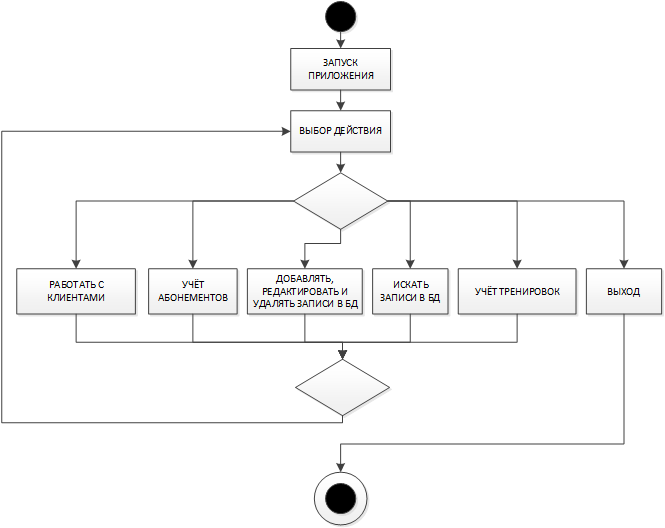 ЗАПУСК
ПРИЛОЖЕНИЯ
ВЫБОР ДЕЙСТВИЯ
РАБОТАТЬ С
КЛИЕНТАМИ
УЧЁТ
АБОНЕМЕНТОВ
ДОБАВЛЯТЬ,
РЕДАКТИРОВАТЬ И
УДАЛЯТЬ ЗАПИСИ В БД
ИСКАТЬ
ЗАПИСИ В БД
УЧЁТ ТРЕНИРОВОК
ВЫХОД